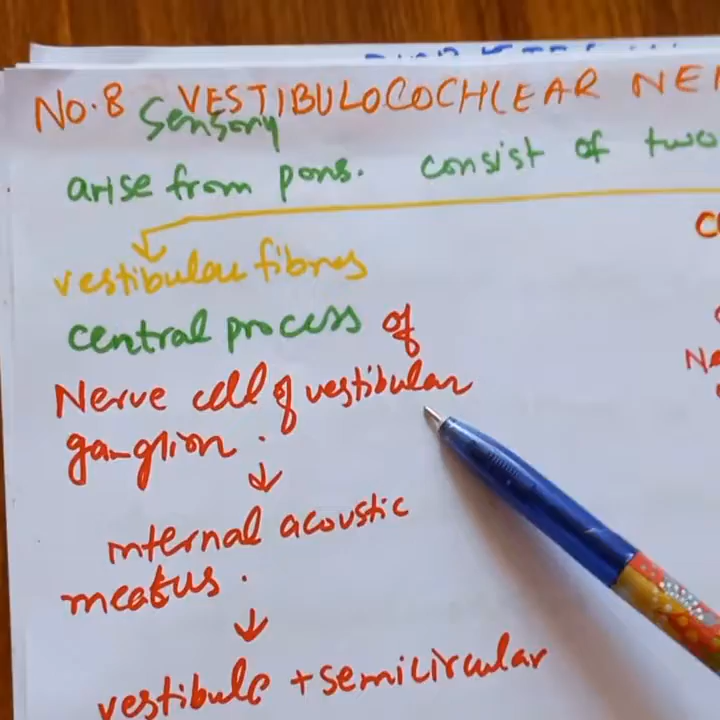 No.8 VESTIBULOCOCHLEAR
Sensory
arise from pons. consist of two
vestibular fibres
central process of
Nerve cell of vestibular
ganglion.
↓
internal acoustic
meatus.
↓
vestibule + semicircular